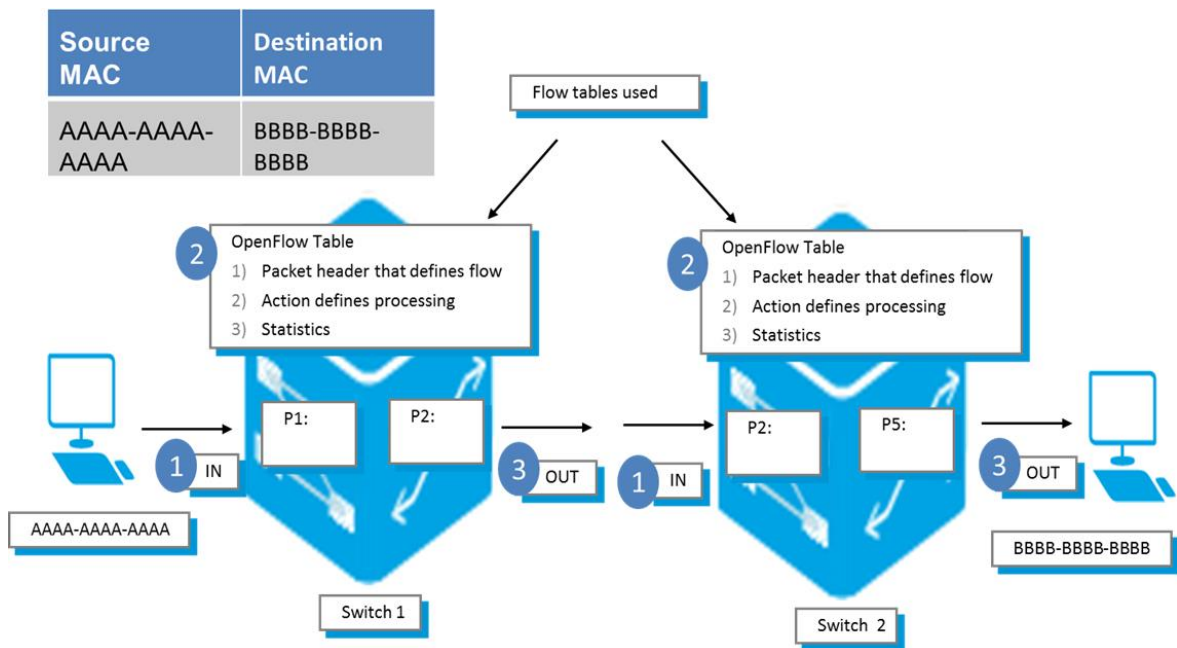 Source
MAC
Destination
MAC
AAAA-AAAA-
AAAA
BBBB-BBBB-
BBBB
Flow tables used
2
OpenFlow Table
1) Packet header that defines flow
2) Action defines processing
3) Statistics
2
OpenFlow Table
1) Packet header that defines flow
2) Action defines processing
3) Statistics
P1:
P2:
P2:
P5:
1 IN
3 OUT
1 IN
3 OUT
AAAA-AAAA-AAAA
BBBB-BBBB-BBBB
Switch 1
Switch 2